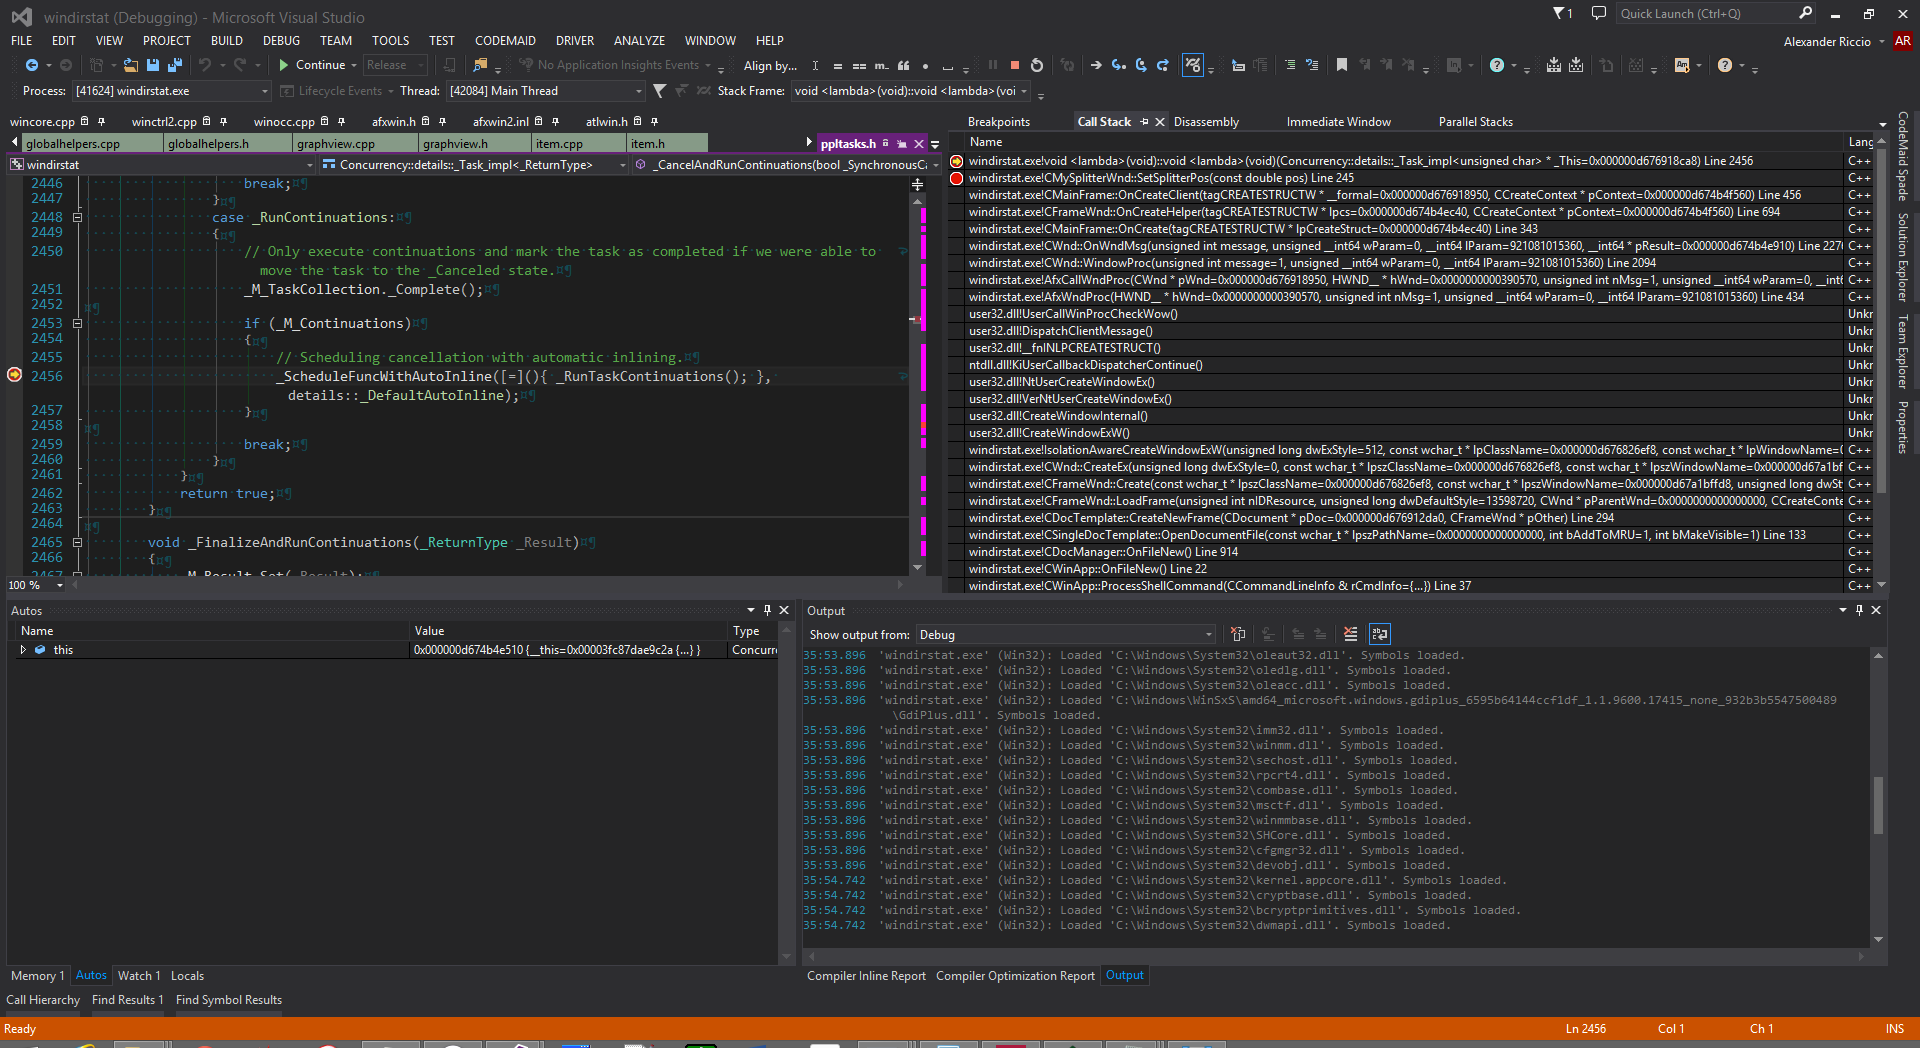 windirstat (Debugging) - Microsoft Visual Studio
1
Quick Launch (Ctrl+Q)
FILE EDIT VIEW PROJECT BUILD DEBUG TEAM TOOLS TEST CODEMAID DRIVER ANALYZE WINDOW HELP
Alexander Riccio AR
Continue Release No Application Insights Events Align by...
Process: [41624] windirstat.exe Lifecycle Events Thread: [42084] Main Thread Stack Frame: void <lambda>(void)::void <lambda>(voi
wincore.cpp winctrl2.cpp winocc.cpp afxwin.h afxwin2.inl atlwin.h
globalhelpers.cpp globalhelpers.h graphview.cpp graphview.h item.cpp item.h ppltasks.h
windirstat Concurrency::details::_Task_impl<_ReturnType> _CancelAndRunContinuations(bool _SynchronousCa
2446 break;
2447 }
2448 case _RunContinuations:
2449 {
2450 // Only execute continuations and mark the task as completed if we were able to
move the task to the _Canceled state.
2451 _M_TaskCollection._Complete();
2452
2453 if (_M_Continuations)
2454 {
2455 // Scheduling cancellation with automatic inlining.
2456 _ScheduleFuncWithAutoInline([=](){ _RunTaskContinuations(); },
details::_DefaultAutoInline);
2457 }
2458
2459 break;
2460 }
2461 }
2462 return true;
2463 }
2464
2465 void _FinalizeAndRunContinuations(_ReturnType _Result)
2466 {
2467 _M_Result.Set(_Result);
100 %
Breakpoints Call Stack Disassembly Immediate Window Parallel Stacks
Name Lang
windirstat.exe!void <lambda>(void)::void <lambda>(void)(Concurrency::details::_Task_impl<unsigned char> * _This=0x000000d676918ca8) Line 2456 C++
windirstat.exe!CMySplitterWnd::SetSplitterPos(const double pos) Line 245 C++
windirstat.exe!CMainFrame::OnCreateClient(tagCREATESTRUCTW * __formal=0x000000d676918950, CCreateContext * pContext=0x000000d674b4f560) Line 456 C++
windirstat.exe!CFrameWnd::OnCreateHelper(tagCREATESTRUCTW * lpcs=0x000000d674b4ec40, CCreateContext * pContext=0x000000d674b4f560) Line 694 C++
windirstat.exe!CMainFrame::OnCreate(tagCREATESTRUCTW * lpCreateStruct=0x000000d674b4ec40) Line 343 C++
windirstat.exe!CWnd::OnWndMsg(unsigned int message, unsigned __int64 wParam=0, __int64 lParam=921081015360, __int64 * pResult=0x000000d674b4e910) Line 2270 C++
windirstat.exe!CWnd::WindowProc(unsigned int message=1, unsigned __int64 wParam=0, __int64 lParam=921081015360) Line 2094 C++
windirstat.exe!AfxCallWndProc(CWnd * pWnd=0x000000d676918950, HWND__ * hWnd=0x0000000000390570, unsigned int nMsg=1, unsigned __int64 wParam=0, __int6 C++
windirstat.exe!AfxWndProc(HWND__ * hWnd=0x0000000000390570, unsigned int nMsg=1, unsigned __int64 wParam=0, __int64 lParam=921081015360) Line 434 C++
user32.dll!UserCallWinProcCheckWow() Unkr
user32.dll!DispatchClientMessage() Unkr
user32.dll!__fnINLPCREATESTRUCT() Unkr
ntdll.dll!KiUserCallbackDispatcherContinue() Unkr
user32.dll!NtUserCreateWindowEx() Unkr
user32.dll!VerNtUserCreateWindowEx() Unkr
user32.dll!CreateWindowInternal() Unkr
user32.dll!CreateWindowExW() Unkr
windirstat.exe!IsolationAwareCreateWindowExW(unsigned long dwExStyle=512, const wchar_t * lpClassName=0x000000d676826ef8, const wchar_t * lpWindowName=0 C++
windirstat.exe!CWnd::CreateEx(unsigned long dwExStyle=0, const wchar_t * lpszClassName=0x000000d676826ef8, const wchar_t * lpszWindowName=0x000000d67a1bf C++
windirstat.exe!CFrameWnd::Create(const wchar_t * lpszClassName=0x000000d676826ef8, const wchar_t * lpszWindowName=0x000000d67a1bffd8, unsigned long dwSty C++
windirstat.exe!CFrameWnd::LoadFrame(unsigned int nIDResource, unsigned long dwDefaultStyle=13598720, CWnd * pParentWnd=0x0000000000000000, CCreateConte C++
windirstat.exe!CDocTemplate::CreateNewFrame(CDocument * pDoc=0x000000d676912da0, CFrameWnd * pOther) Line 294 C++
windirstat.exe!CSingleDocTemplate::OpenDocumentFile(const wchar_t * lpszPathName=0x0000000000000000, int bAddToMRU=1, int bMakeVisible=1) Line 133 C++
windirstat.exe!CDocManager::OnFileNew() Line 914 C++
windirstat.exe!CWinApp::OnFileNew() Line 22 C++
windirstat.exe!CWinApp::ProcessShellCommand(CCommandLineInfo & rCmdInfo={...}) Line 37 C++
CodeMaid Spade
Solution Explorer
Team Explorer
Properties
Autos
Name Value Type
this 0x000000d674b4e510 {__this=0x00003fc87dae9c2a {...} } Concurre
Memory 1 Autos Watch 1 Locals
Output
Show output from: Debug
35:53.896 'windirstat.exe' (Win32): Loaded 'C:\Windows\System32\oleaut32.dll'. Symbols loaded.
35:53.896 'windirstat.exe' (Win32): Loaded 'C:\Windows\System32\oledlg.dll'. Symbols loaded.
35:53.896 'windirstat.exe' (Win32): Loaded 'C:\Windows\System32\oleacc.dll'. Symbols loaded.
35:53.896 'windirstat.exe' (Win32): Loaded 'C:\Windows\WinSxS\amd64_microsoft.windows.gdiplus_6595b64144ccf1df_1.1.9600.17415_none_932b3b5547500489
\GdiPlus.dll'. Symbols loaded.
35:53.896 'windirstat.exe' (Win32): Loaded 'C:\Windows\System32\imm32.dll'. Symbols loaded.
35:53.896 'windirstat.exe' (Win32): Loaded 'C:\Windows\System32\winmm.dll'. Symbols loaded.
35:53.896 'windirstat.exe' (Win32): Loaded 'C:\Windows\System32\sechost.dll'. Symbols loaded.
35:53.896 'windirstat.exe' (Win32): Loaded 'C:\Windows\System32\rpcrt4.dll'. Symbols loaded.
35:53.896 'windirstat.exe' (Win32): Loaded 'C:\Windows\System32\combase.dll'. Symbols loaded.
35:53.896 'windirstat.exe' (Win32): Loaded 'C:\Windows\System32\msctf.dll'. Symbols loaded.
35:53.896 'windirstat.exe' (Win32): Loaded 'C:\Windows\System32\winmmbase.dll'. Symbols loaded.
35:53.896 'windirstat.exe' (Win32): Loaded 'C:\Windows\System32\SHCore.dll'. Symbols loaded.
35:53.896 'windirstat.exe' (Win32): Loaded 'C:\Windows\System32\cfgmgr32.dll'. Symbols loaded.
35:53.896 'windirstat.exe' (Win32): Loaded 'C:\Windows\System32\devobj.dll'. Symbols loaded.
35:54.742 'windirstat.exe' (Win32): Loaded 'C:\Windows\System32\kernel.appcore.dll'. Symbols loaded.
35:54.742 'windirstat.exe' (Win32): Loaded 'C:\Windows\System32\cryptbase.dll'. Symbols loaded.
35:54.742 'windirstat.exe' (Win32): Loaded 'C:\Windows\System32\bcryptprimitives.dll'. Symbols loaded.
35:54.742 'windirstat.exe' (Win32): Loaded 'C:\Windows\System32\dwmapi.dll'. Symbols loaded.
Compiler Inline Report Compiler Optimization Report Output
Call Hierarchy Find Results 1 Find Symbol Results
Ready Ln 2456 Col 1 Ch 1 INS